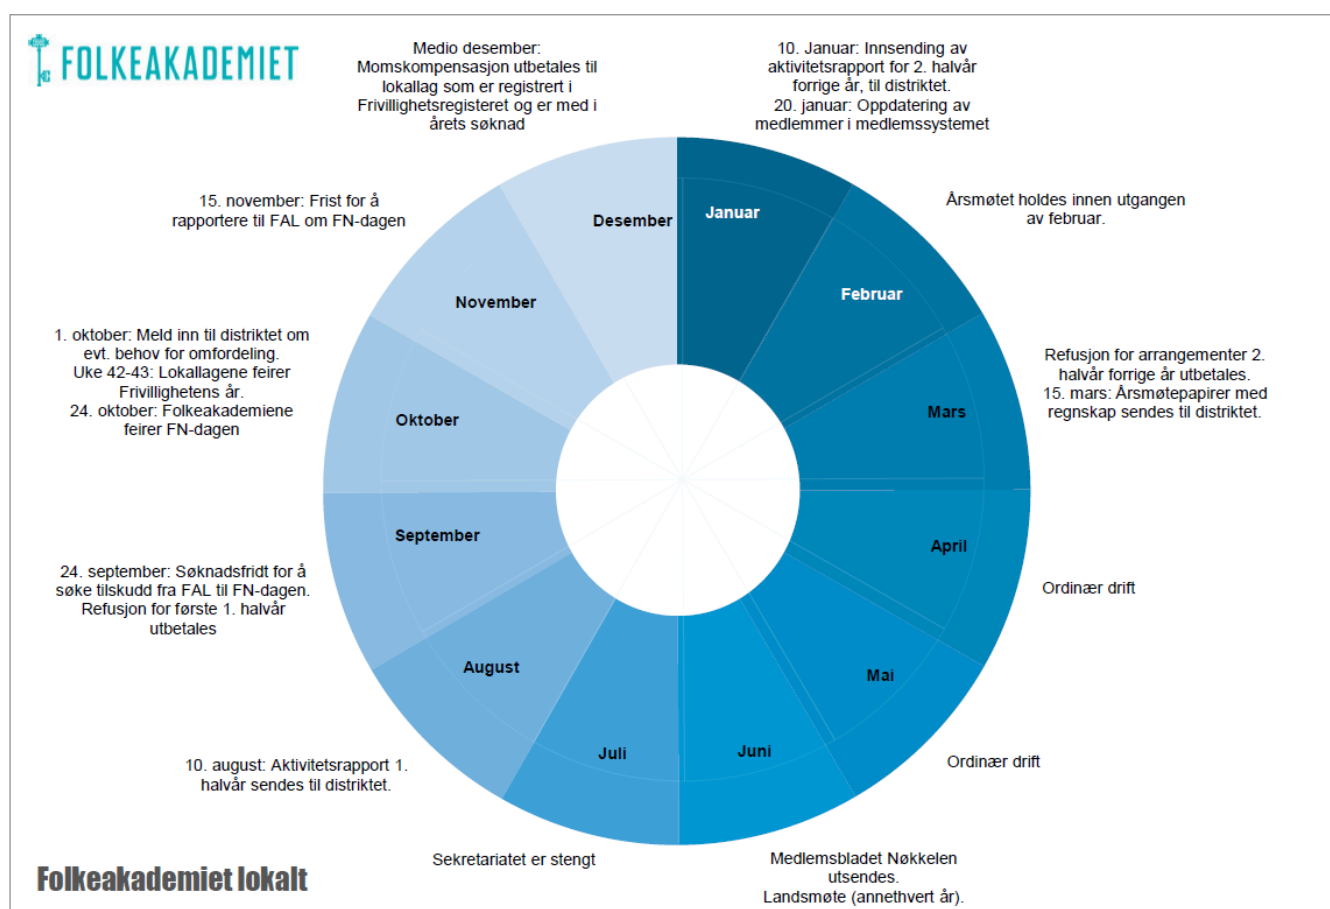 FOLKEAKADEMIET
Medio desember:
Momskompensasjon utbetales til
lokallag som er registrert i
Frivillighetsregisteret og er med i
årets søknad
10. Januar: Innsending av
aktivitetsrapport for 2. halvår
forrige år, til distriktet.
20. januar: Oppdatering av
medlemmer i medlemssystemet
15. november: Frist for å
rapportere til FAL om FN-dagen
Årsmøtet holdes innen utgangen
av februar.
Desember
Januar
November
Februar
1. oktober: Meld inn til distriktet om
evt. behov for omfordeling.
Uke 42-43: Lokallagene feirer
Frivillighetens år.
24. oktober: Folkeakademiene
feirer FN-dagen
Refusjon for arrangementer 2.
halvår forrige år utbetales.
15. mars: Årsmøtepapirer med
regnskap sendes til distriktet.
Oktober
Mars
September
April
24. september: Søknadsfridt for å
søke tilskudd fra FAL til FN-dagen.
Refusjon for første 1. halvår
utbetales
Ordinær drift
August
Mai
Juli
Juni
10. august: Aktivitetsrapport 1.
halvår sendes til distriktet.
Ordinær drift
Sekretariatet er stengt
Medlemsbladet Nøkkelen
utsendes.
Landsmøte (annethvert år).
Folkeakademiet lokalt